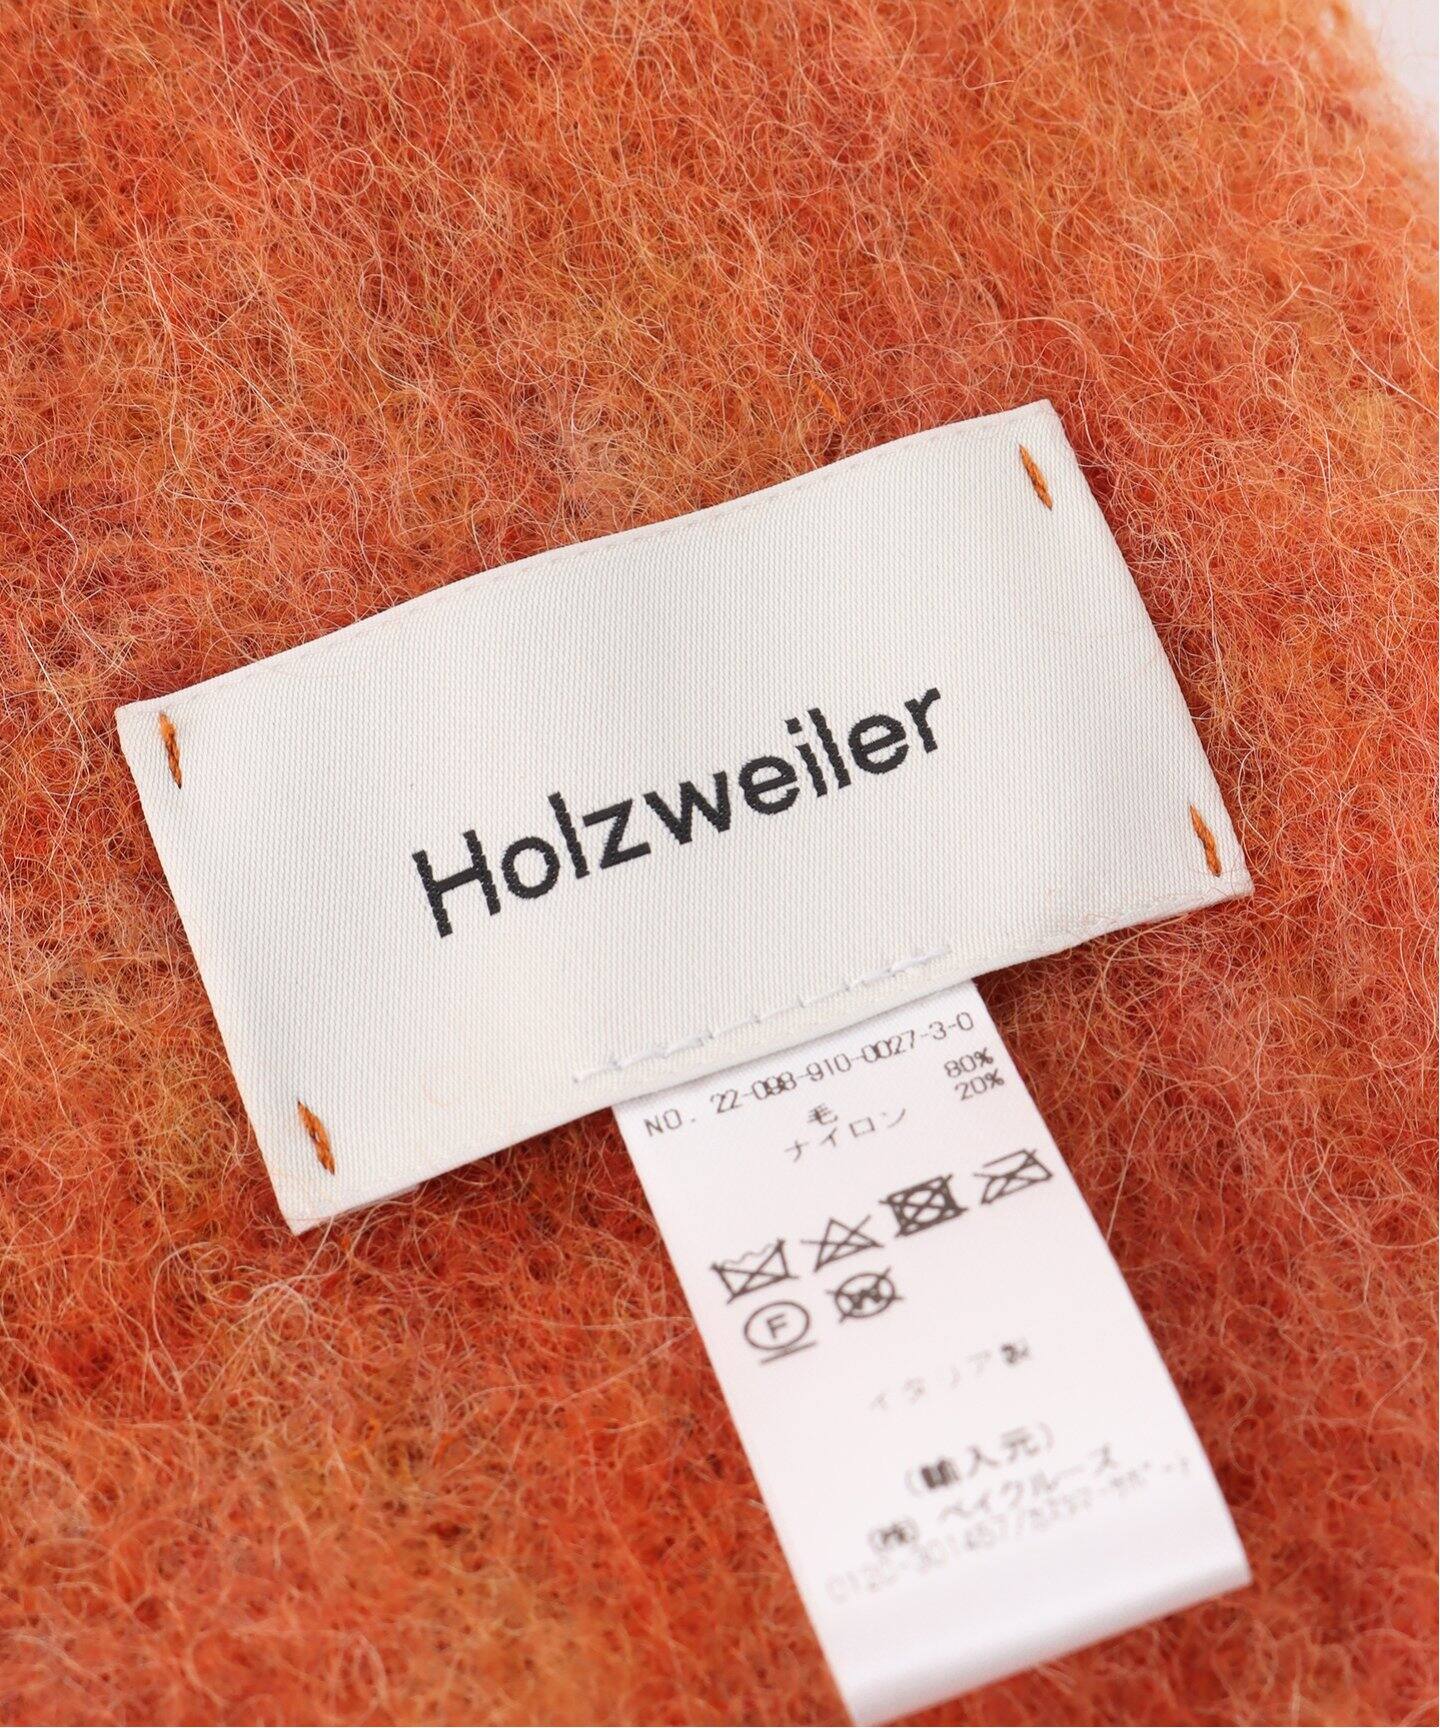 Holzweiler
NO. 22-098-910-0027-3-0
毛 80%
ナイロン 20%
F
W
イタリア製
(輸入元)
(株) ベイクルーズ